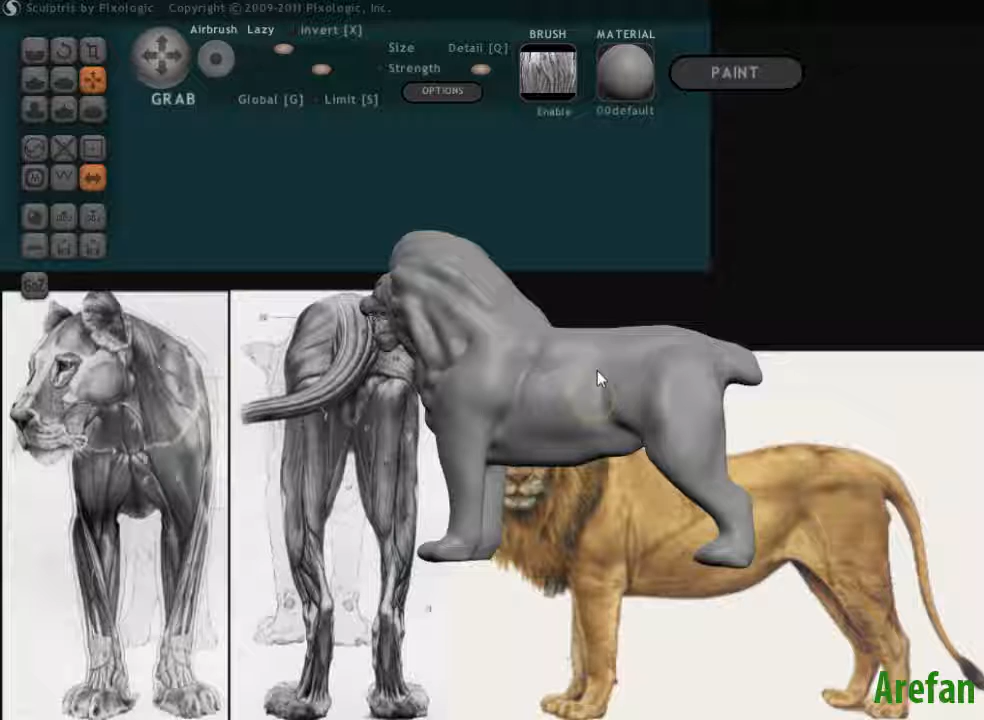 Sculptris by Pixologic Copyright © 2009-2011 Pixologic, Inc.
Airbrush Lazy Invert [X]
Size Detail [Q]
Strength
GRAB
Global [G] Limit [S]
OPTIONS
BRUSH
Enable
MATERIAL
00default
PAINT
GoZ
Arefan